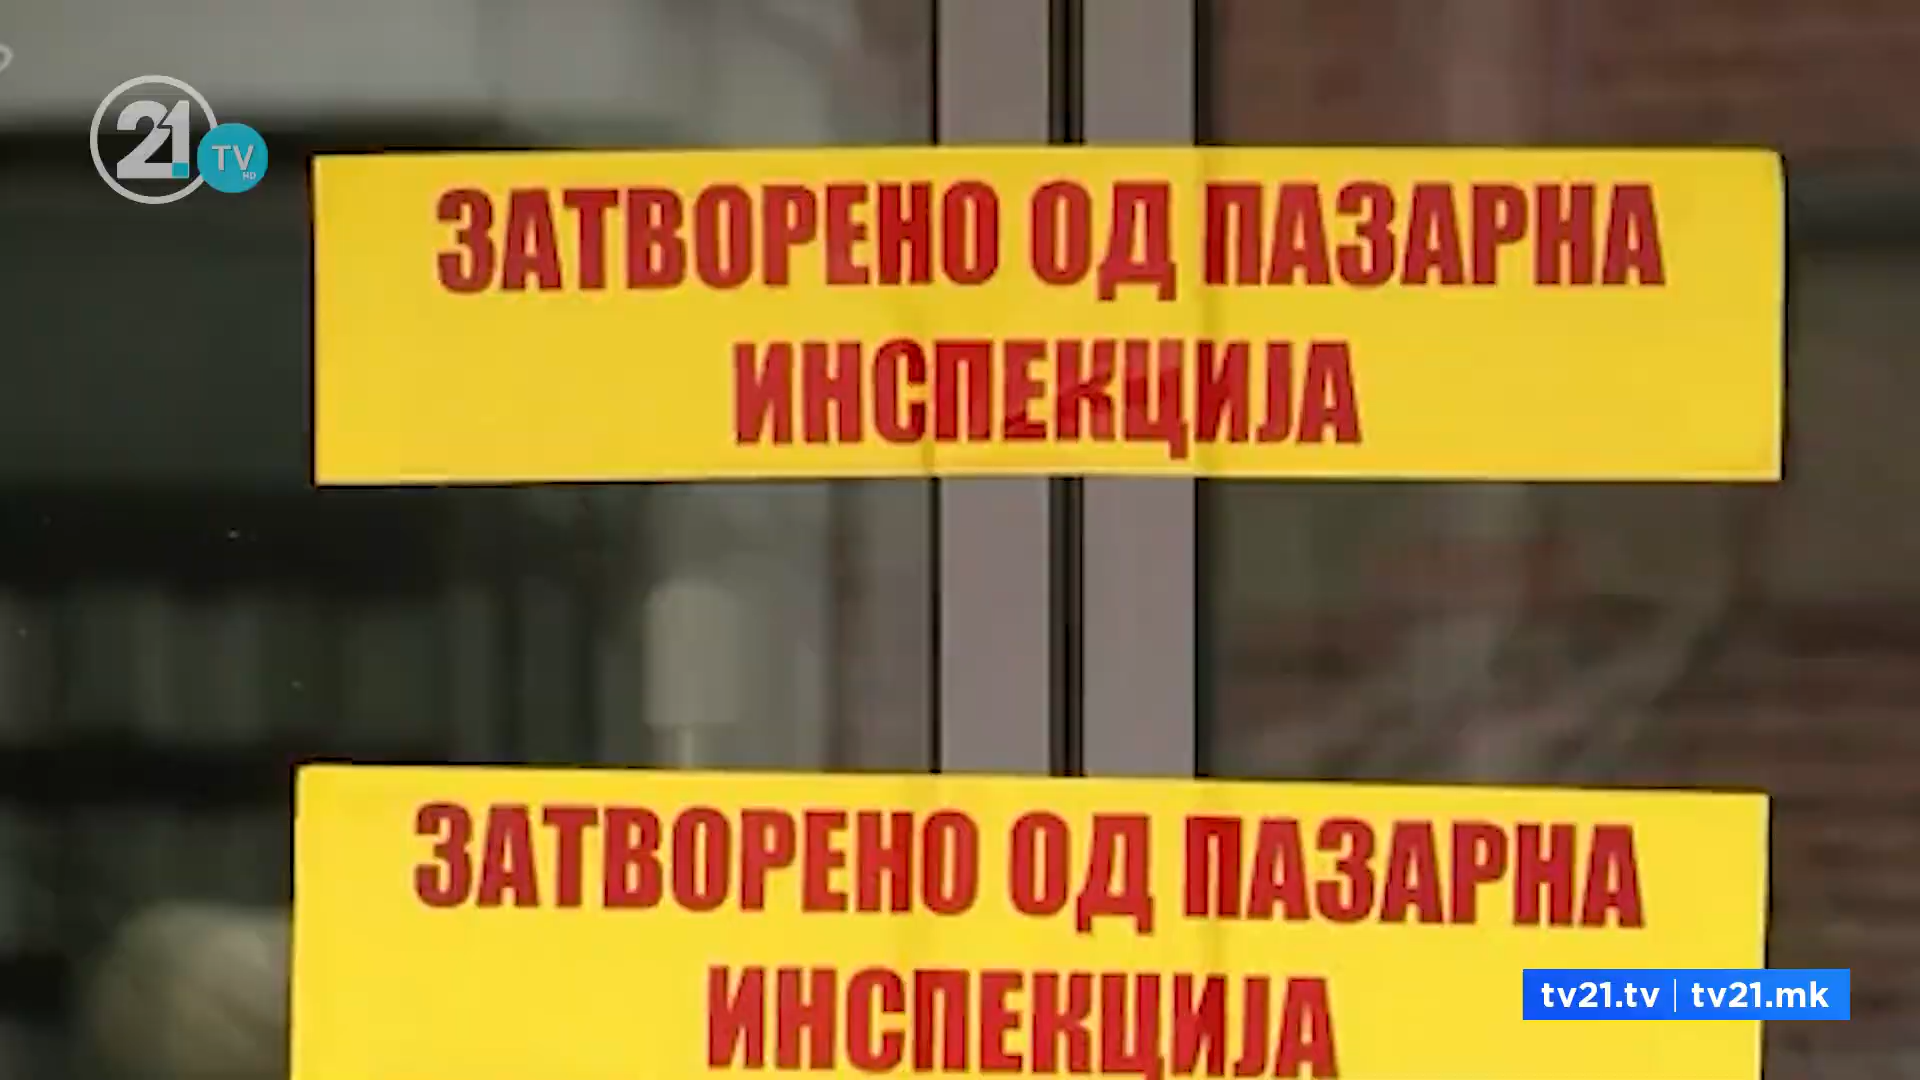 21 TV HD
ЗАТВОРЕНО ОД ПАЗАРНА
ИНСПЕКЦИЈА
ЗАТВОРЕНО ОД ПАЗАРНА
ИНСПЕКЦИЈА
tv21.tv | tv21.mk